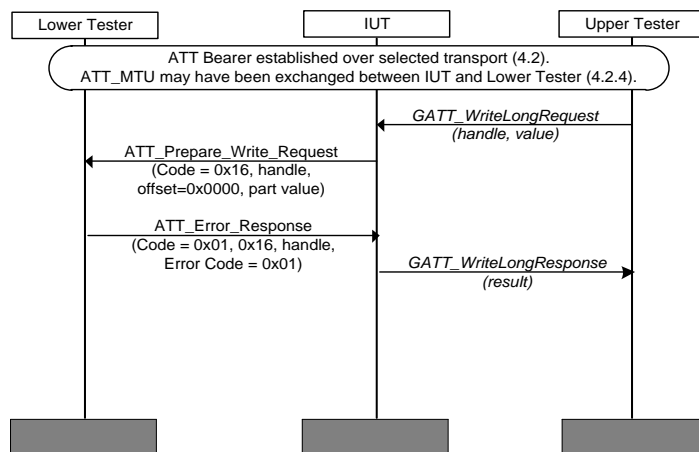 Lower Tester
IUT
Upper Tester
ATT Bearer established over selected transport (4.2).
ATT_MTU may have been exchanged between IUT and Lower Tester (4.2.4).
GATT_WriteLongRequest
(handle, value)
ATT_Prepare_Write_Request
(Code = 0x16, handle,
offset=0x0000, part value)
ATT_Error_Response
(Code = 0x01, 0x16, handle,
Error Code = 0x01)
GATT_WriteLongResponse
(result)